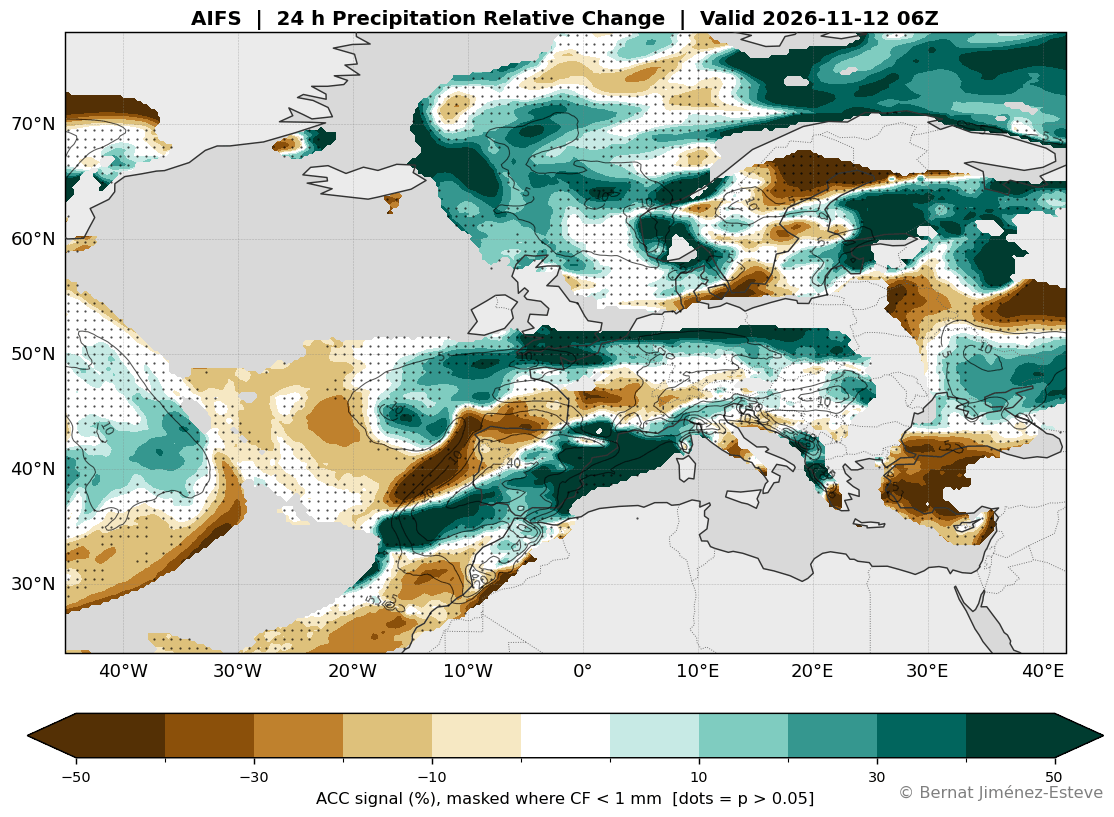 AIFS | 24 h Precipitation Relative Change | Valid 2026-11-12 06Z
70°N
60°N
50°N
40°N
30°N
40°W 30°W 20°W 10°W 0° 10°E 20°E 30°E 40°E
−50 −30 −10 10 30 50
ACC signal (%), masked where CF < 1 mm [dots = p > 0.05]
© Bernat Jiménez-Esteve